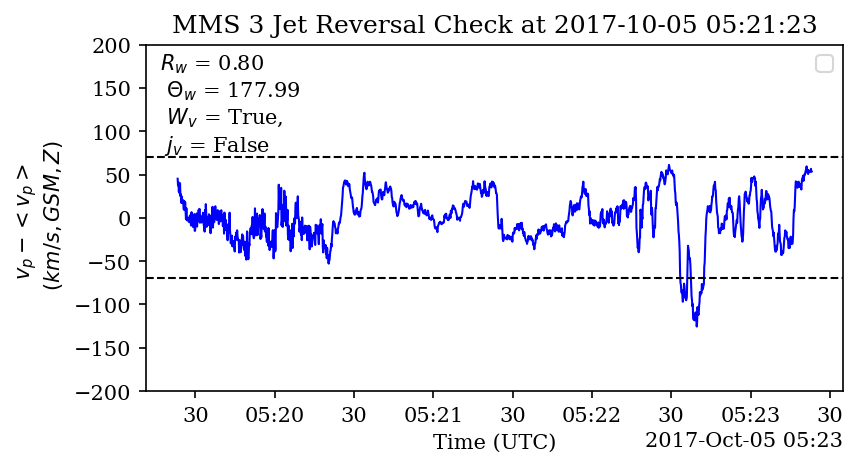 MMS 3 Jet Reversal Check at 2017-10-05 05:21:23
200
150
100
50
0
−50
−100
−150
−200
v_p − < v_p >
(km/s, GSM, Z)
R_w = 0.80
Θ_w = 177.99
W_v = True,
j_v = False
30 05:20 30 05:21 30 05:22 30 05:23 30
Time (UTC)
2017-Oct-05 05:23